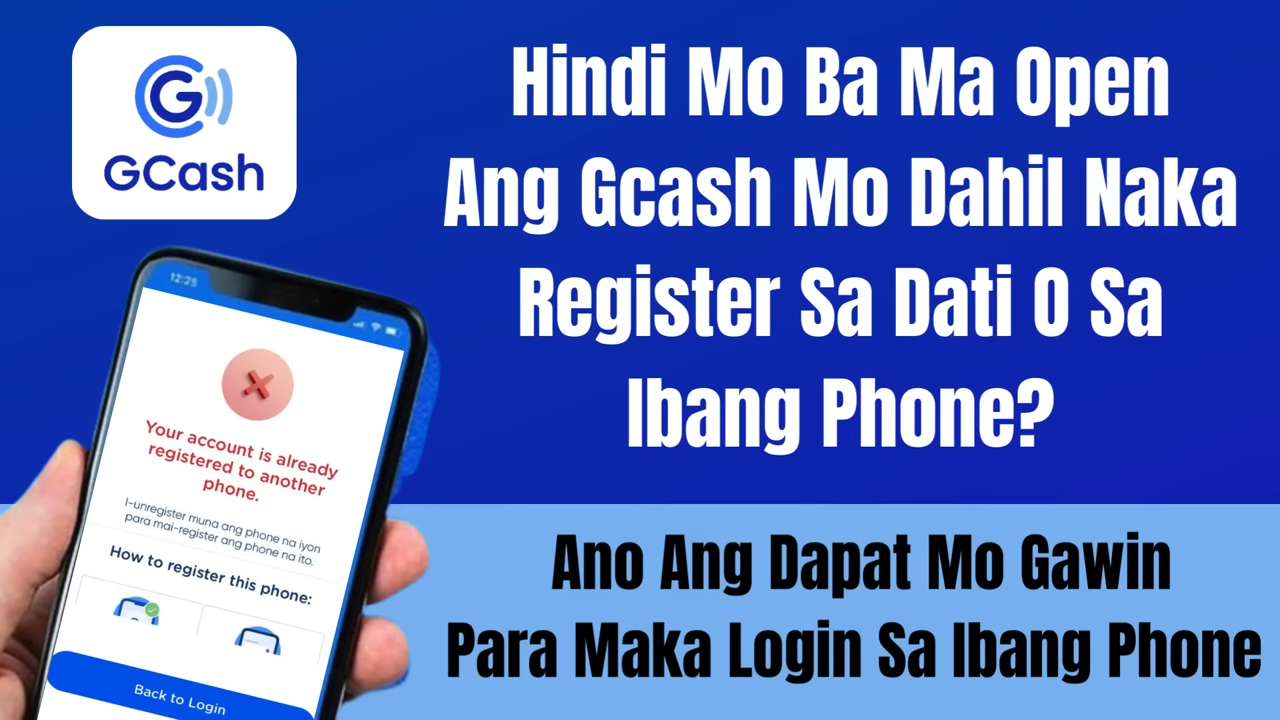 GCash
Hindi Mo Ba Ma Open
Ang Gcash Mo Dahil Naka
Register Sa Dati O Sa
Ibang Phone?
12:25
Your account is already
registered to another
phone.
I-unregister muna ang phone na iyon
para mai-register ang phone na ito.
How to register this phone:
Back to Login
Ano Ang Dapat Mo Gawin
Para Maka Login Sa Ibang Phone